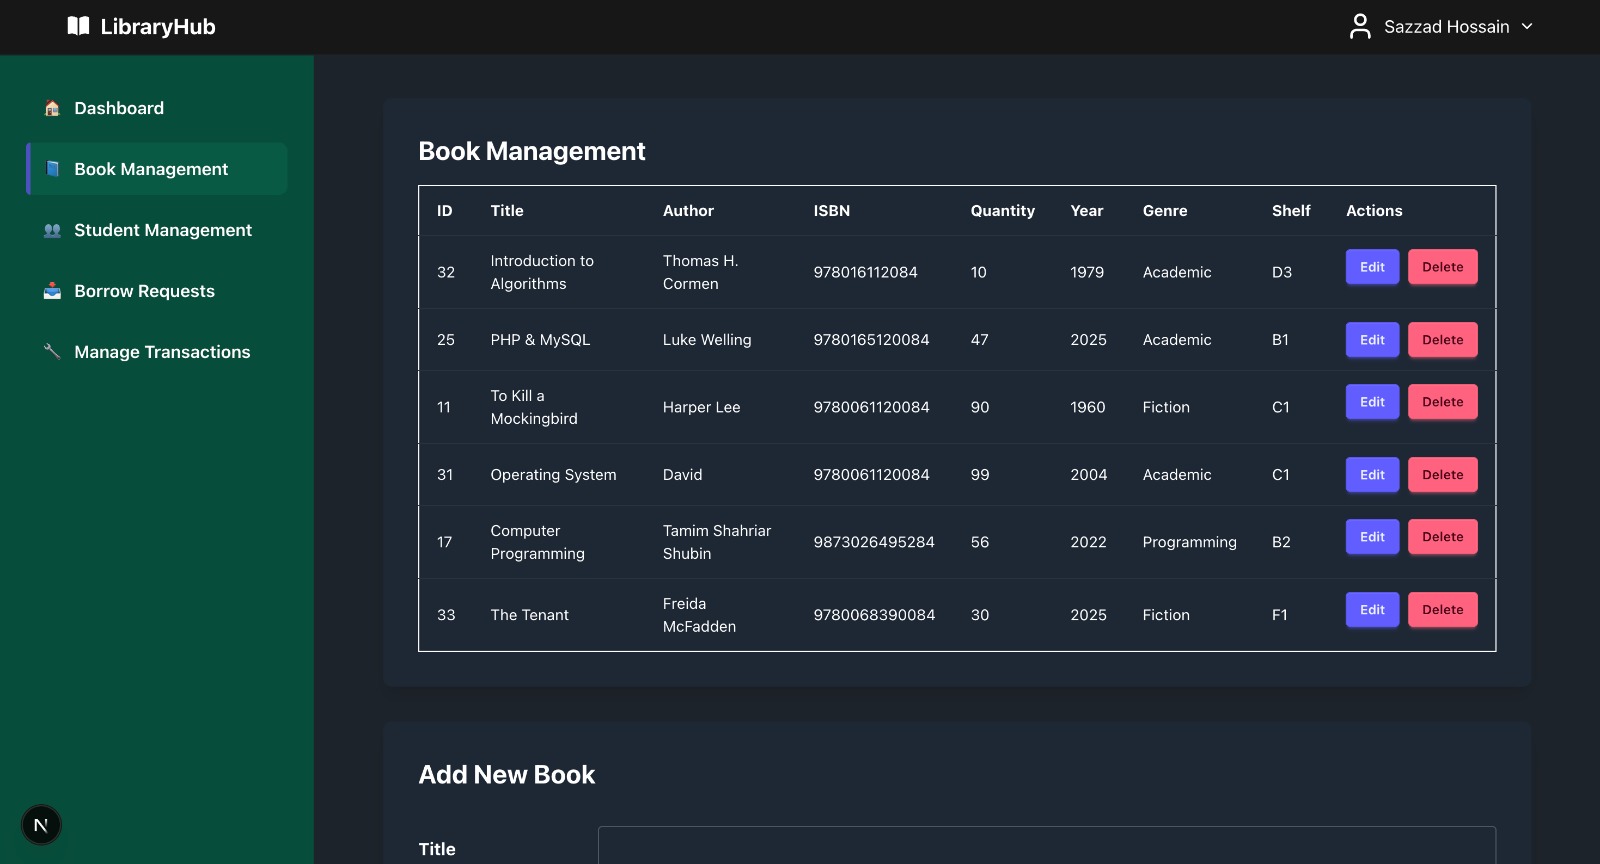 LibraryHub
Sazzad Hossain
Dashboard
Book Management
Student Management
Borrow Requests
Manage Transactions
Book Management
ID Title Author ISBN Quantity Year Genre Shelf Actions
32 Introduction to Algorithms Thomas H. Cormen 978016112084 10 1979 Academic D3 Edit Delete
25 PHP & MySQL Luke Welling 9780165120084 47 2025 Academic B1 Edit Delete
11 To Kill a Mockingbird Harper Lee 9780061120084 90 1960 Fiction C1 Edit Delete
31 Operating System David 9780061120084 99 2004 Academic C1 Edit Delete
17 Computer Programming Tamim Shahriar Shubin 9873026495284 56 2022 Programming B2 Edit Delete
33 The Tenant Freida McFadden 9780068390084 30 2025 Fiction F1 Edit Delete
Add New Book
Title
N